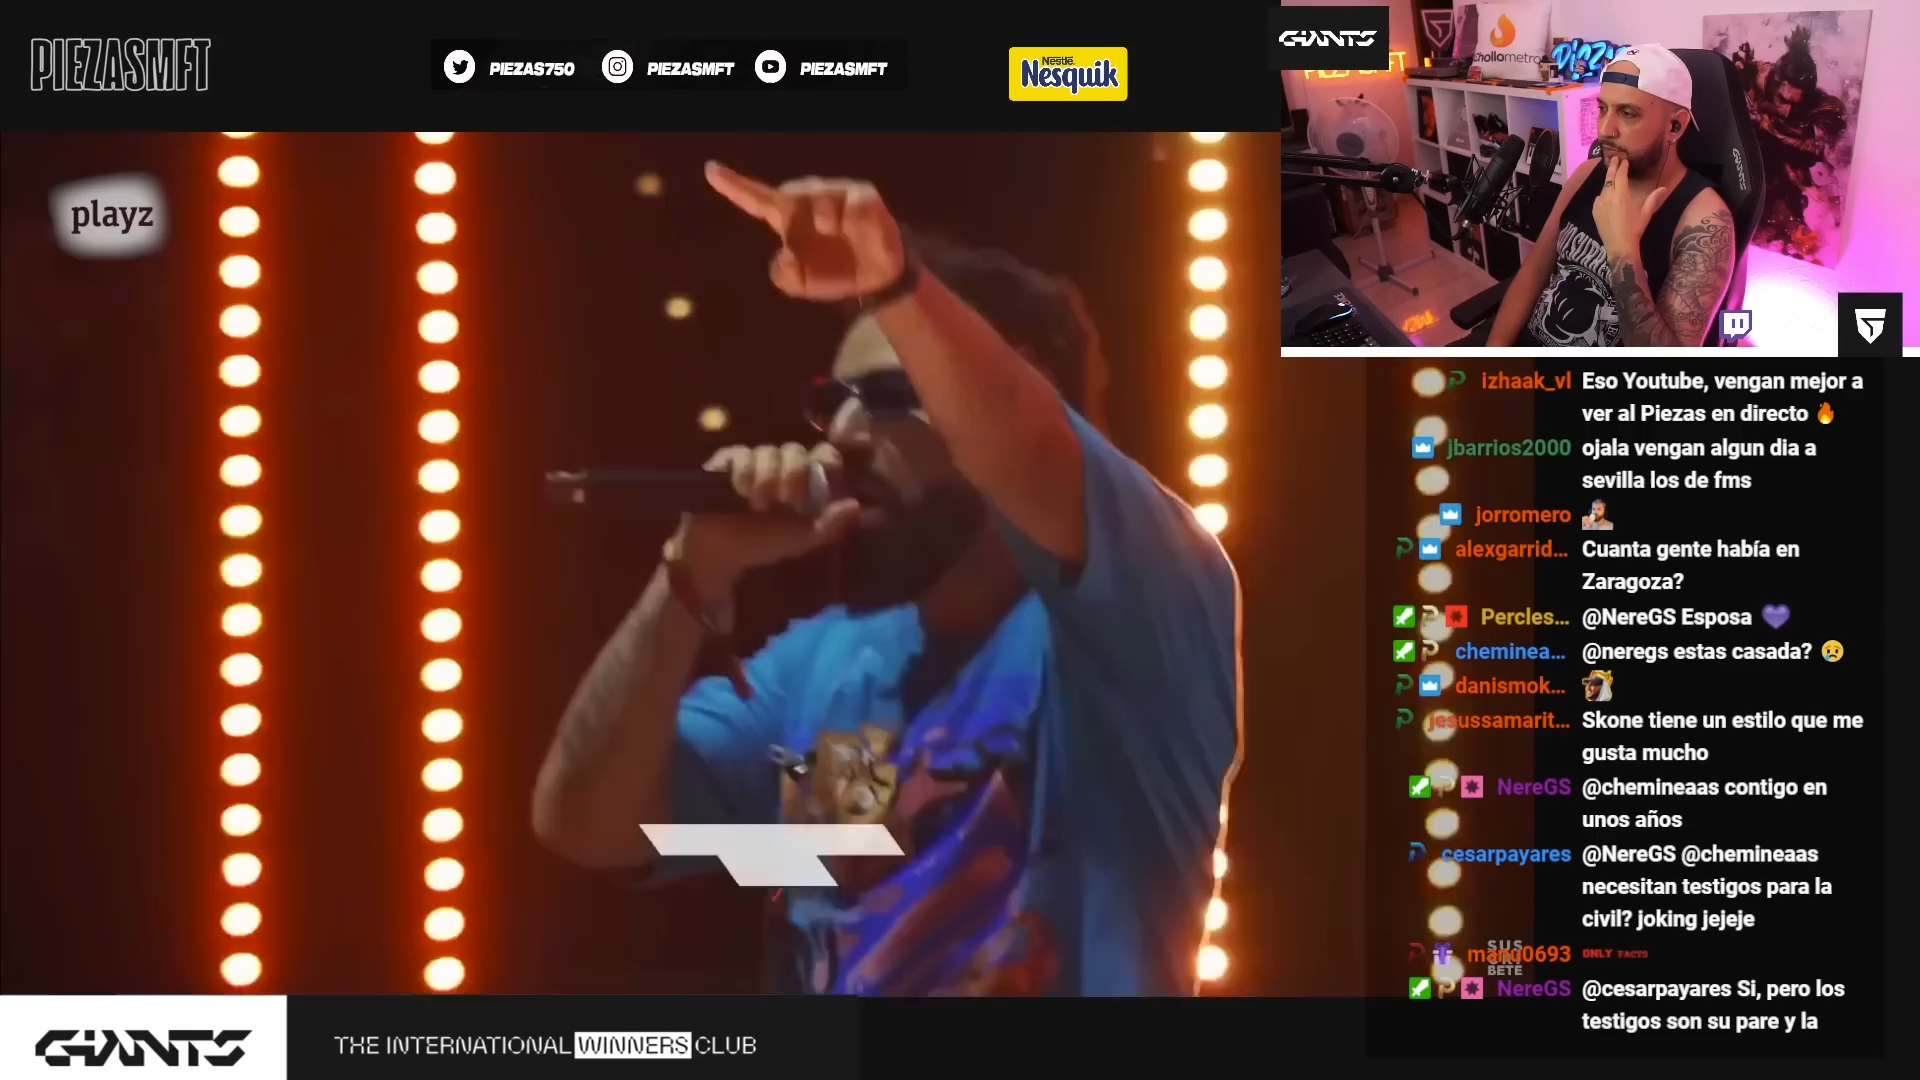 PIEZASMFT
PIEZAS750
PIEZASMFT
PIEZASMFT
Nestlé
Nesquik
GIANTS
chollometro
playz
izhaak_vl Eso Youtube, vengan mejor a
ver al Piezas en directo 🔥
jbarrios2000 ojala vengan algun dia a
sevilla los de fms
jorromero
alexgarrid... Cuanta gente había en
Zaragoza?
Percles... @NereGS Esposa 💜
cheminea... @neregs estas casada? 😢
danismok...
jesussamarit... Skone tiene un estilo que me
gusta mucho
NereGS @chemineaas contigo en
unos años
cesarpayares @NereGS @chemineaas
necesitan testigos para la
civil? joking jejeje
manu0693 ONLY FACTS
NereGS @cesarpayares Si, pero los
testigos son su pare y la
GIANTS
THE INTERNATIONAL WINNERS CLUB